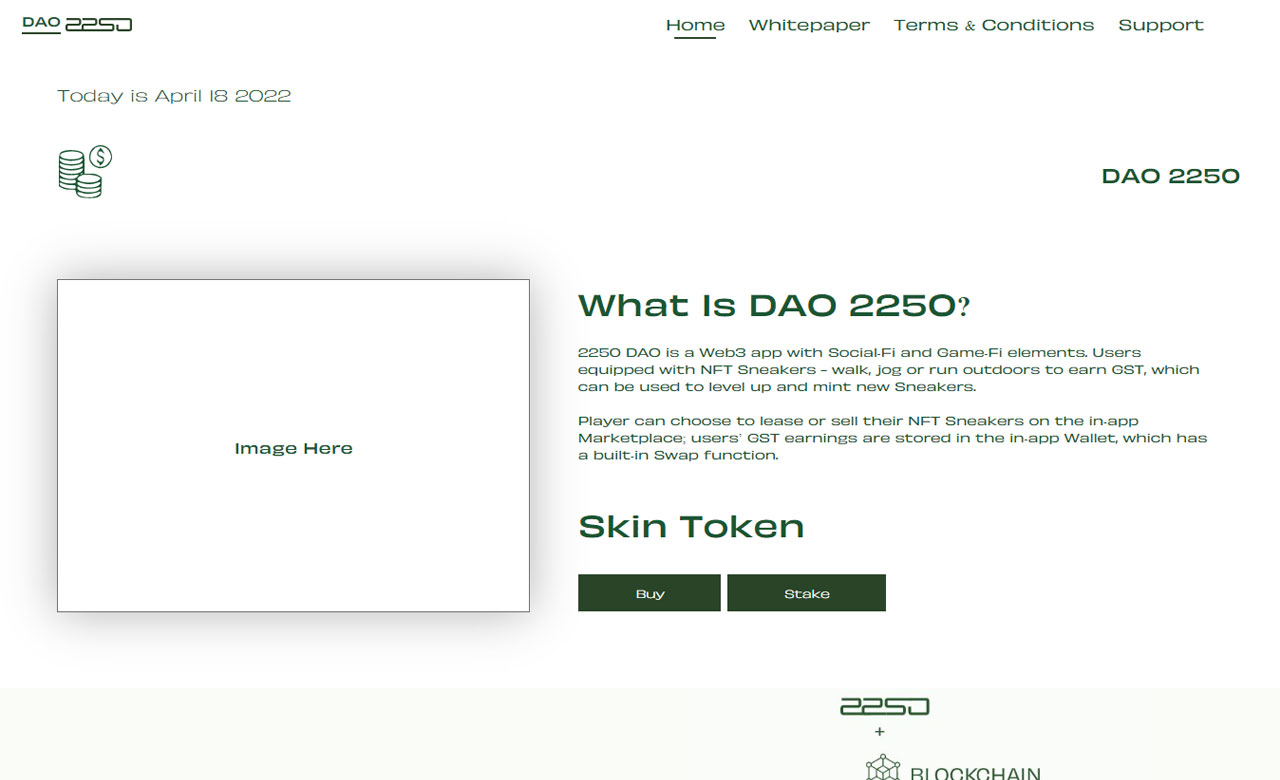 DAO 2250
Home Whitepaper Terms & Conditions Support
Today is April 18 2022
$
DAO 2250
Image Here
What Is DAO 2250?
2250 DAO is a Web3 app with Social-Fi and Game-Fi elements. Users
equipped with NFT Sneakers - walk, jog or run outdoors to earn GST, which
can be used to level up and mint new Sneakers.
Player can choose to lease or sell their NFT Sneakers on the in-app
Marketplace; users' GST earnings are stored in the in-app Wallet, which has
a built-in Swap function.
Skin Token
Buy Stake
2250
+
BLOCKCHAIN